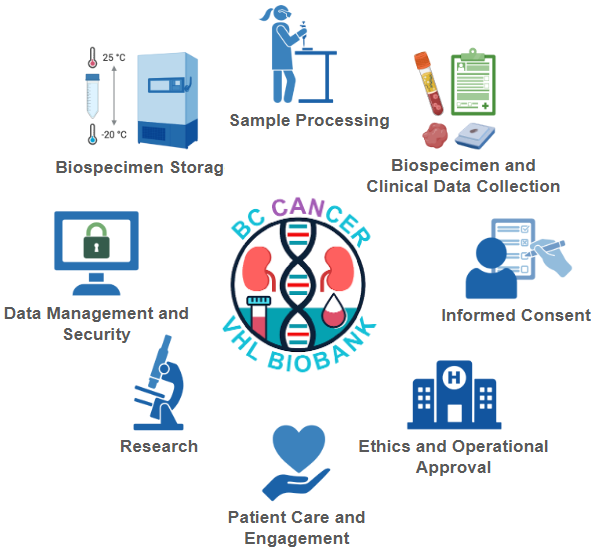 Sample Processing
25 °C
-20 °C
Biospecimen Storag
Biospecimen and
Clinical Data Collection
BC CANCER
VHL BIOBANK
Data Management and
Security
Informed Consent
Research
H
Ethics and Operational
Approval
Patient Care and
Engagement